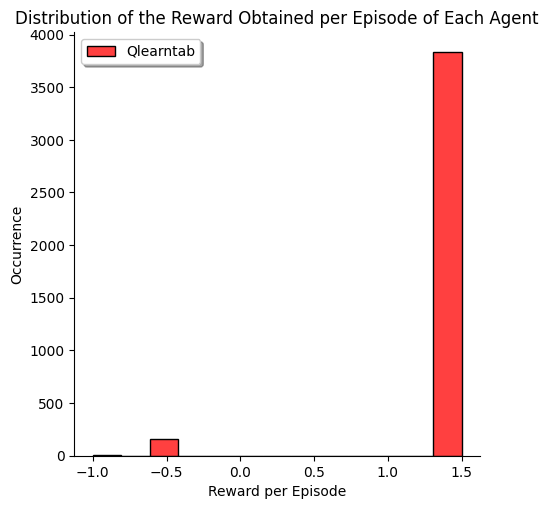 Distribution of the Reward Obtained per Episode of Each Agent
Qlearntab
4000
3500
3000
2500
2000
1500
1000
500
0
Occurrence
−1.0 −0.5 0.0 0.5 1.0 1.5
Reward per Episode